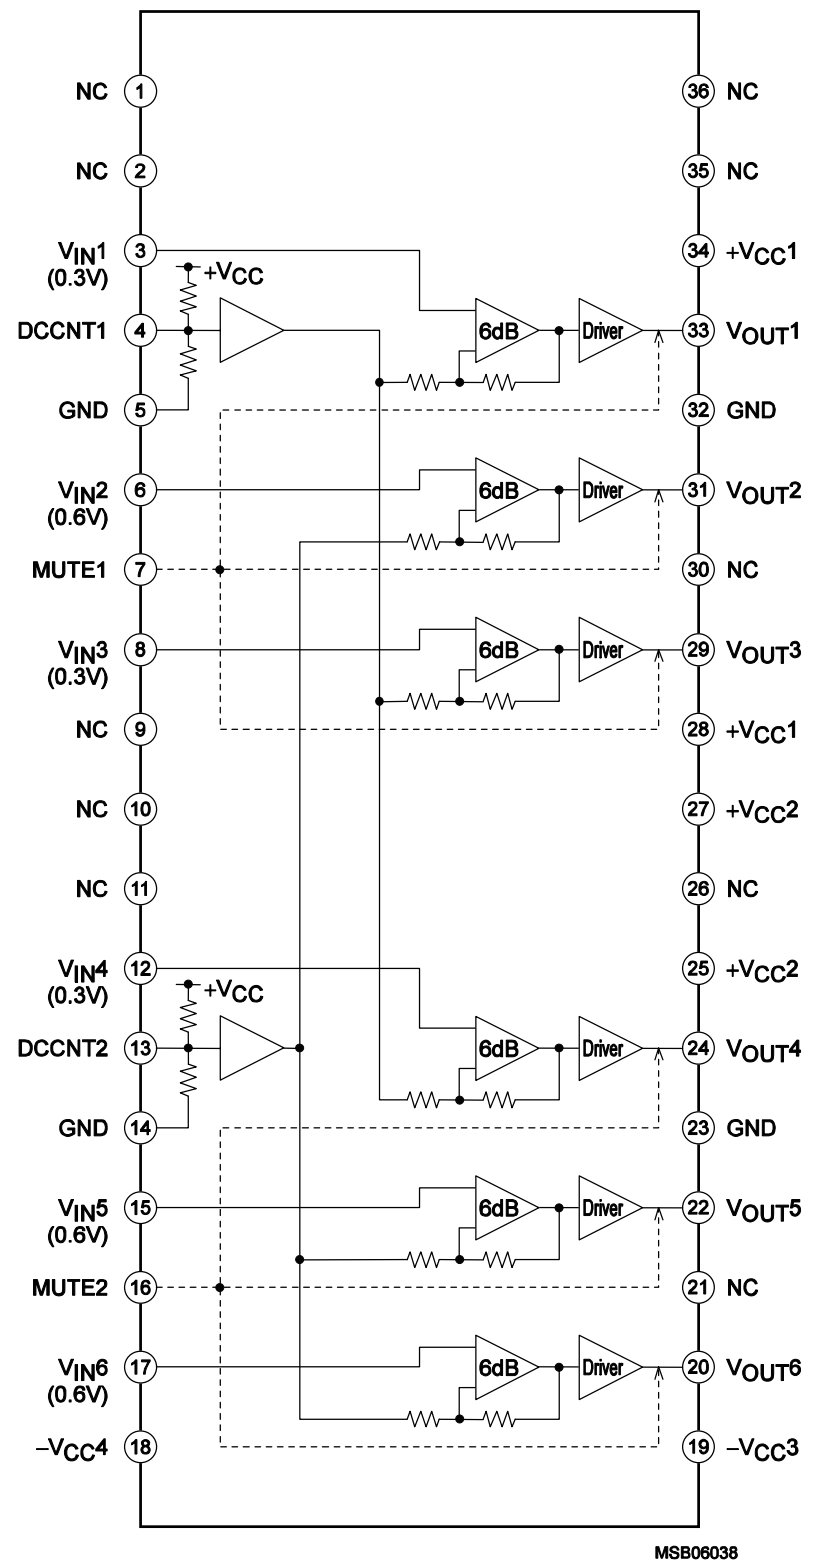 NC 1 36 NC
NC 2 35 NC
VIN1 3 34 +VCC1
(0.3V)
+VCC
DCCNT1 4 6dB Driver 33 VOUT1
GND 5 32 GND
VIN2 6 6dB Driver 31 VOUT2
(0.6V)
MUTE1 7 30 NC
VIN3 8 6dB Driver 29 VOUT3
(0.3V)
NC 9 28 +VCC1
NC 10 27 +VCC2
NC 11 26 NC
VIN4 12 25 +VCC2
(0.3V)
+VCC
DCCNT2 13 6dB Driver 24 VOUT4
GND 14 23 GND
VIN5 15 6dB Driver 22 VOUT5
(0.6V)
MUTE2 16 21 NC
VIN6 17 6dB Driver 20 VOUT6
(0.6V)
–VCC4 18 19 –VCC3
MSB06038